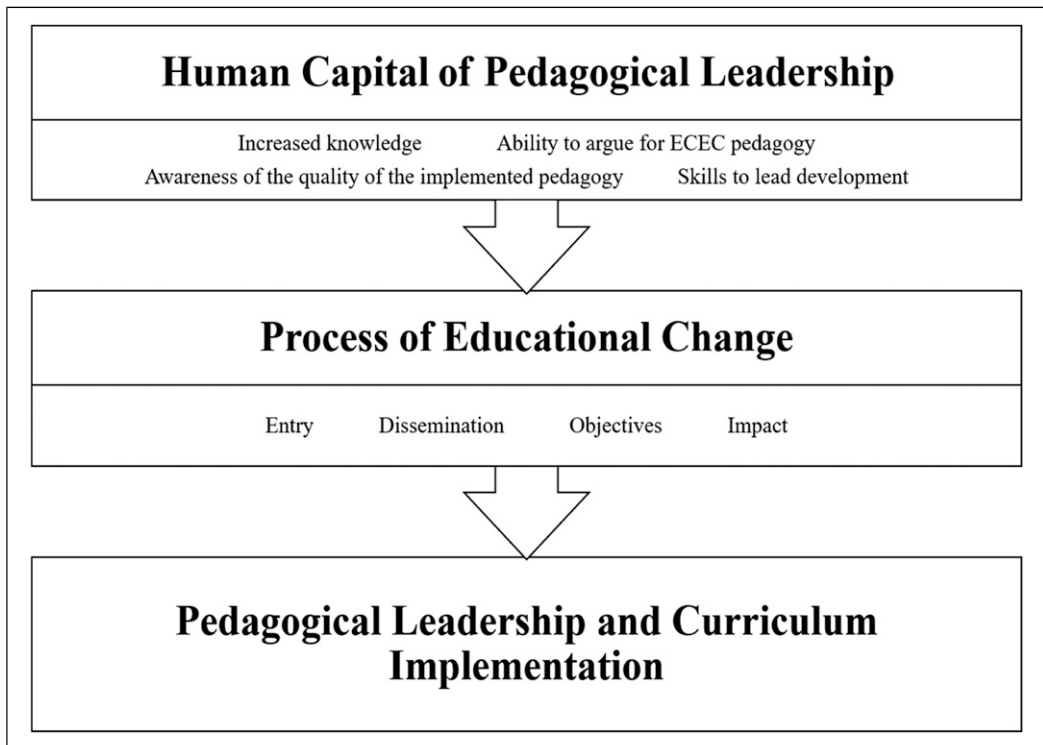 Human Capital of Pedagogical Leadership
Increased knowledge Ability to argue for ECEC pedagogy
Awareness of the quality of the implemented pedagogy Skills to lead development
Process of Educational Change
Entry Dissemination Objectives Impact
Pedagogical Leadership and Curriculum
Implementation